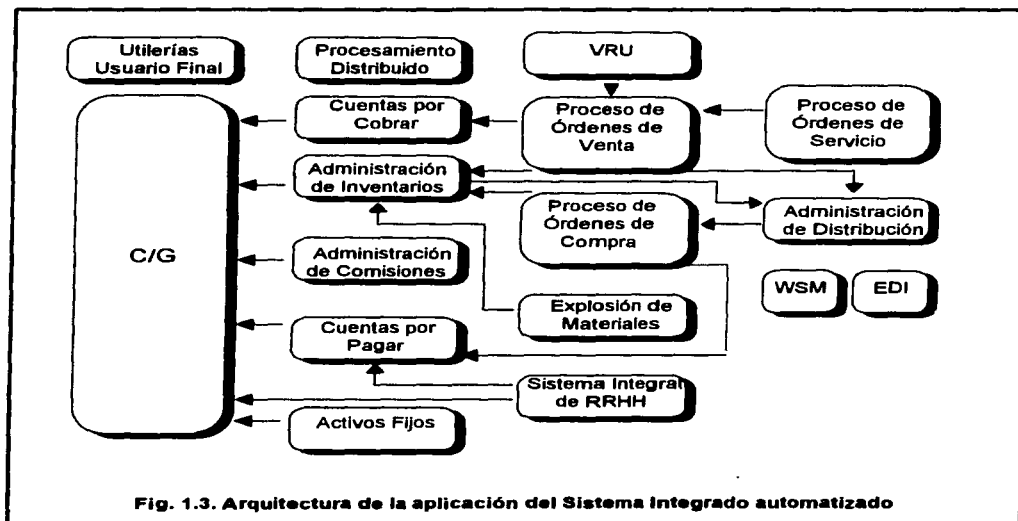 Utilerías
Usuario Final
Procesamiento
Distribuido
VRU
Cuentas por
Cobrar
Proceso de
Órdenes de
Venta
Proceso de
Órdenes de
Servicio
Administración
de Inventarios
Proceso de
Órdenes de
Compra
Administración
de Distribución
C/G
Administración
de Comisiones
WSM
EDI
Explosión de
Materiales
Cuentas por
Pagar
Sistema Integral
de RRHH
Activos Fijos
Fig. 1.3. Arquitectura de la aplicación del Sistema Integrado automatizado